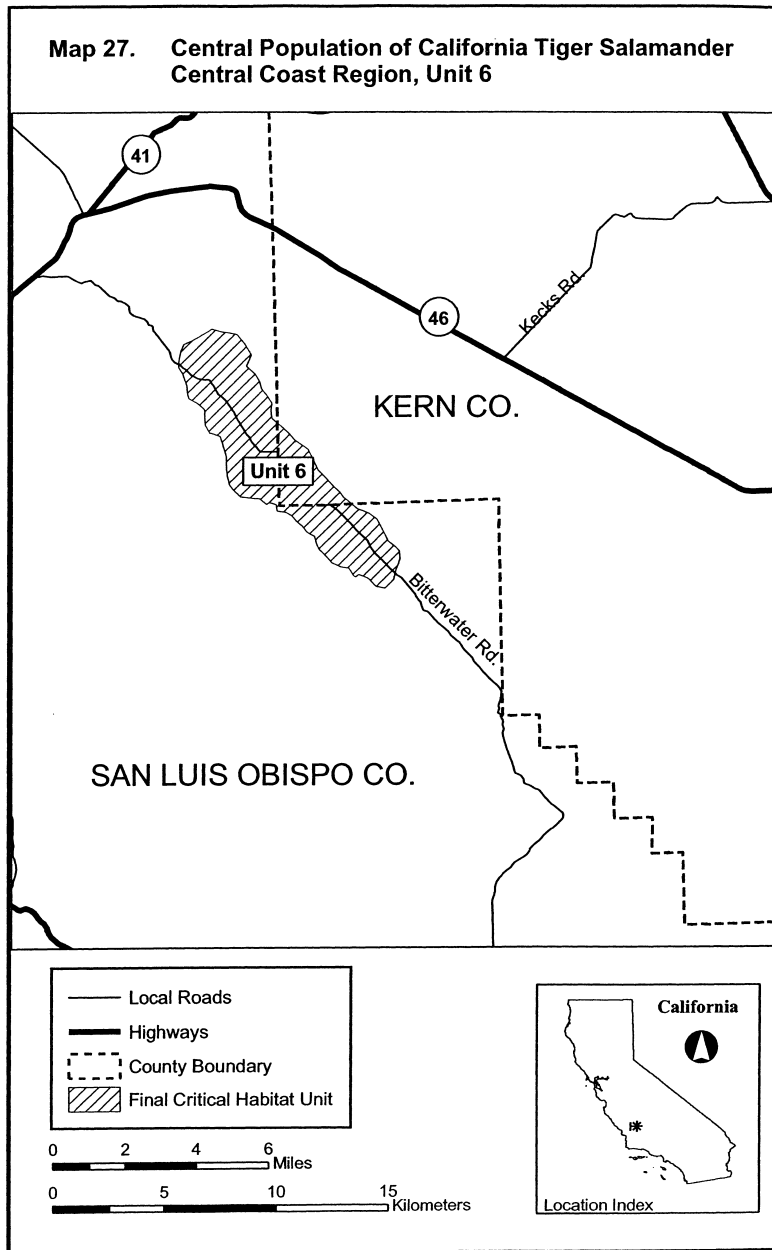 Map 27. Central Population of California Tiger Salamander
Central Coast Region, Unit 6
41
46
Kecks Rd.
KERN CO.
Unit 6
Bitterwater Rd.
SAN LUIS OBISPO CO.
Local Roads
Highways
County Boundary
Final Critical Habitat Unit
0 2 4 6
Miles
0 5 10 15
Kilometers
California
Location Index